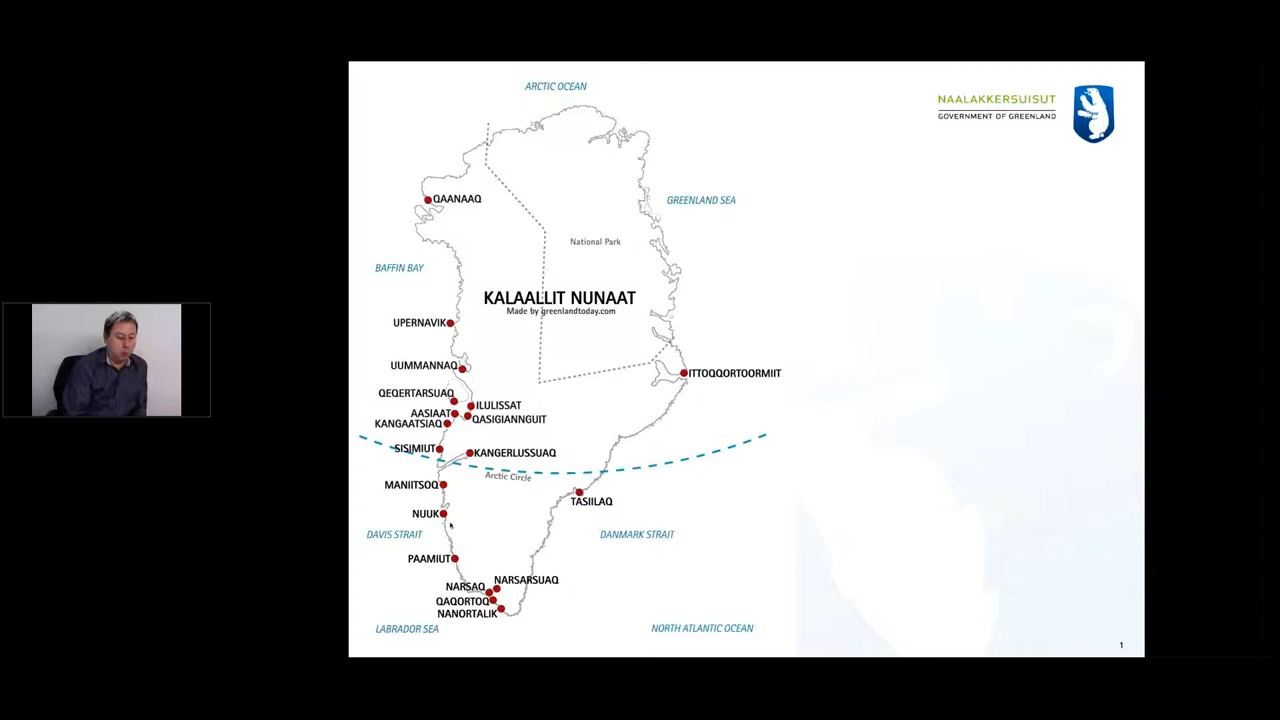 ARCTIC OCEAN
NAALAKKERSUISUT
GOVERNMENT OF GREENLAND
QAANAAQ
GREENLAND SEA
National Park
BAFFIN BAY
KALAALLIT NUNAAT
Made by greenlandtoday.com
UPERNAVIK
UUMMANNAQ
ITTOQQORTOORMIIT
QEQERTARSUAQ
ILULISSAT
AASIAAT
QASIGIANNGUIT
KANGAATSIAQ
SISIMIUT
KANGERLUSSUAQ
Arctic Circle
MANIITSOQ
TASIILAQ
NUUK
DAVIS STRAIT
DANMARK STRAIT
PAAMIUT
NARSARSUAQ
NARSAQ
QAQORTOQ
NANORTALIK
LABRADOR SEA
NORTH ATLANTIC OCEAN
1